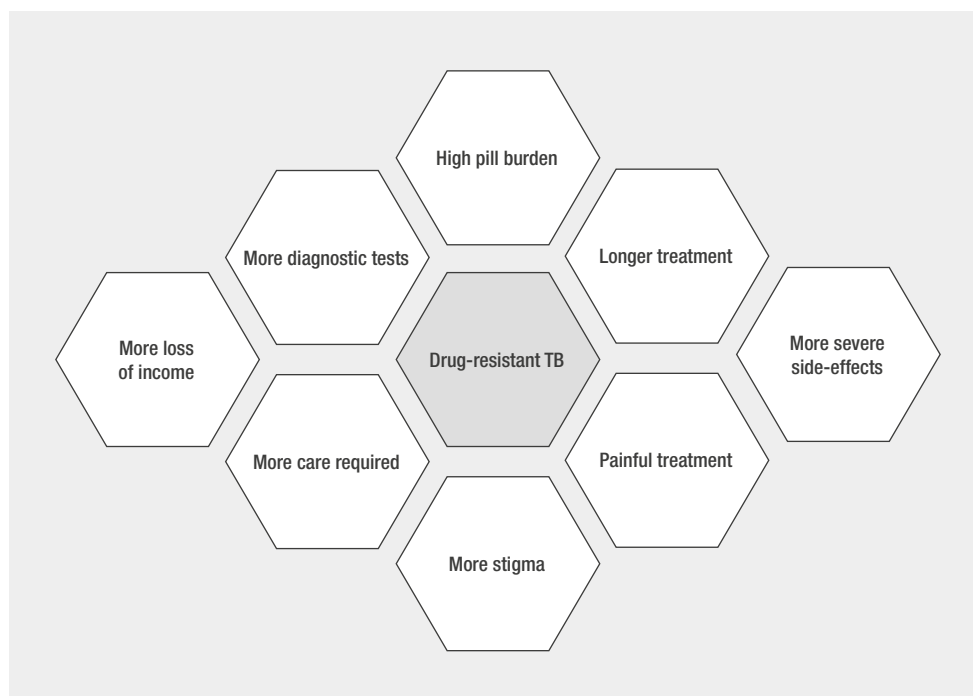 High pill burden
More diagnostic tests
Longer treatment
More loss
of income
Drug-resistant TB
More severe
side-effects
More care required
Painful treatment
More stigma